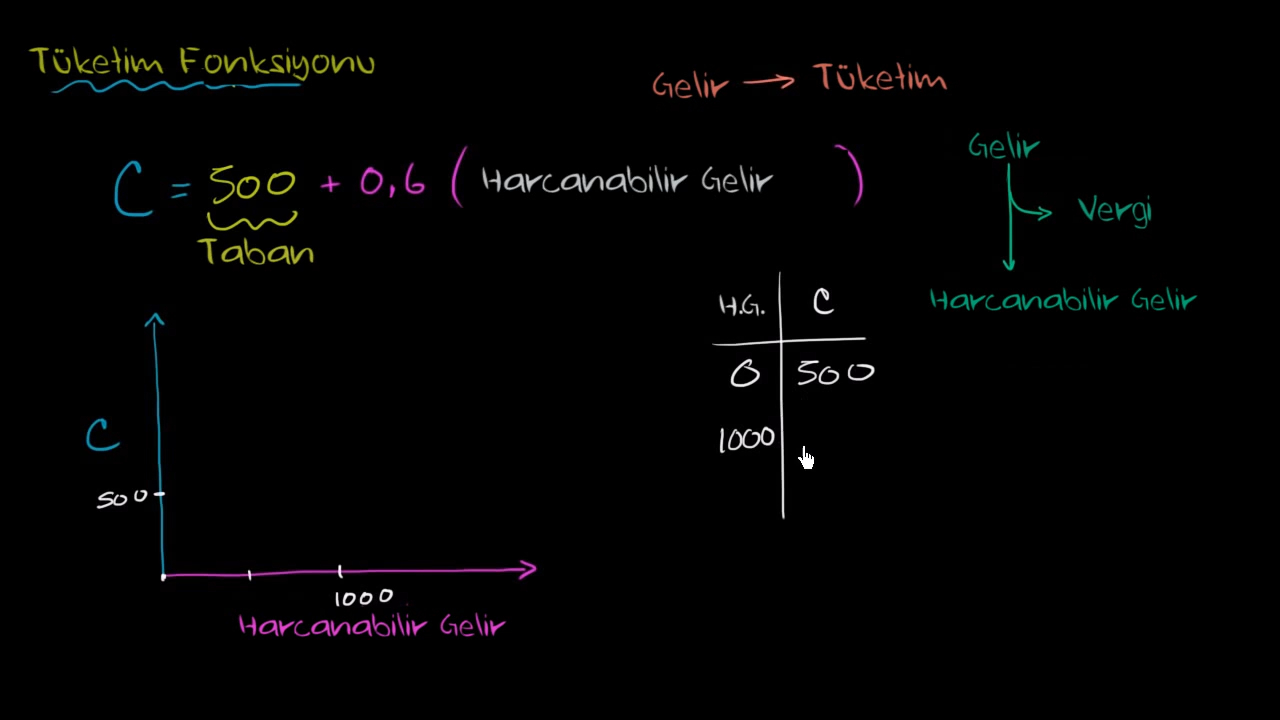 Tüketim Fonksiyonu
Gelir → Tüketim
C = 500 + 0,6 ( Harcanabilir Gelir )
Taban
Gelir
Vergi
Harcanabilir Gelir
H.G. C
0 500
1000
C
500
1000
Harcanabilir Gelir